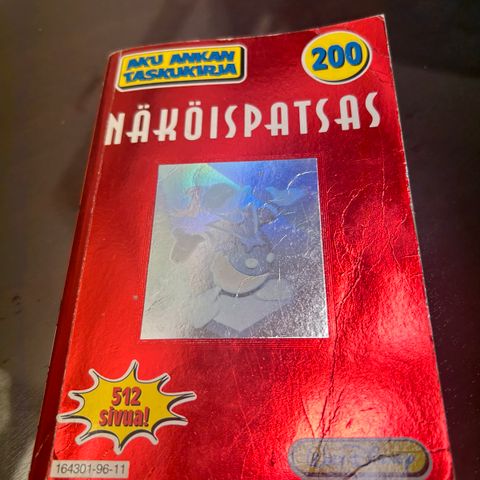 AKU ANKAN
TASKUKIRJA
200
NÄKÖISPATSAS
512
sivua!
164301-96-11